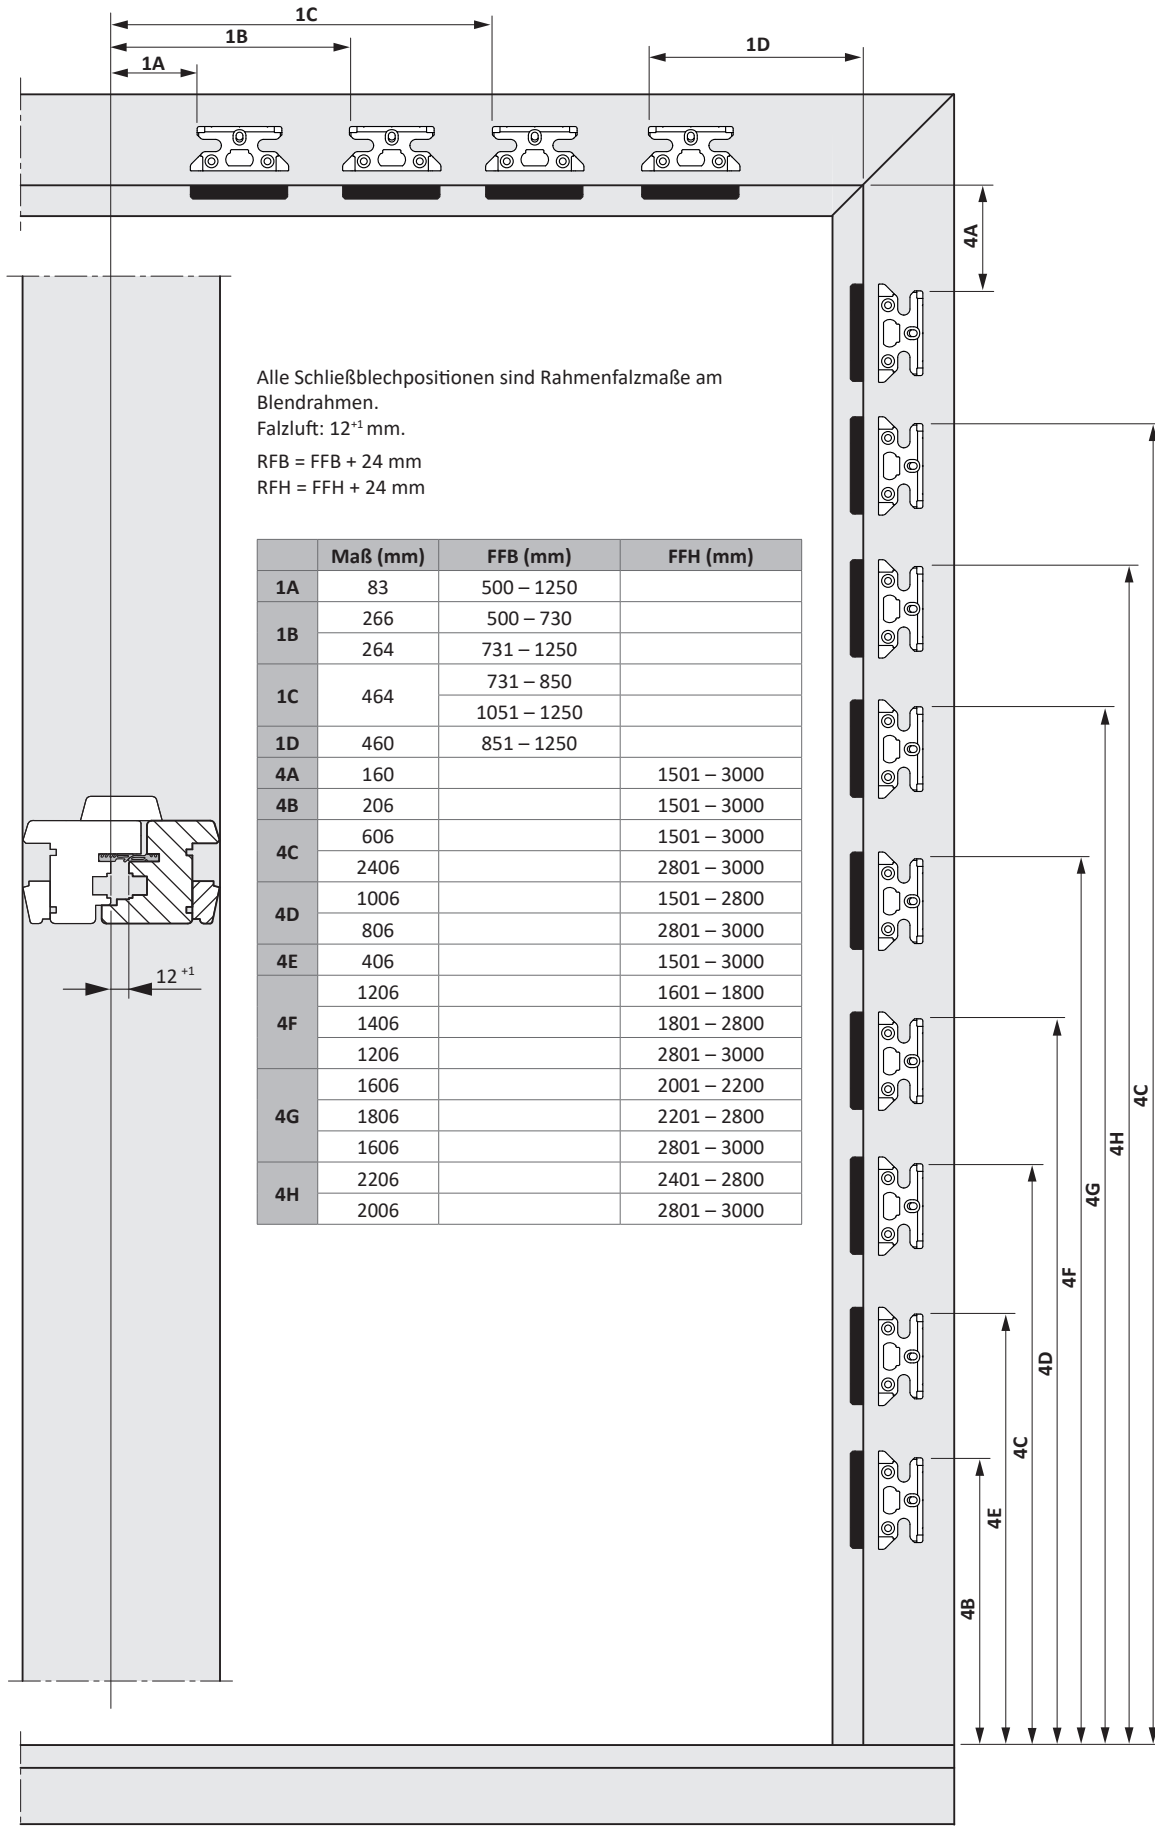 1C
1B
1D
1A
4A
Alle Schließblechpositionen sind Rahmenfalzmaße am
Blendrahmen.
Falzluft: 12⁺¹ mm.
RFB = FFB + 24 mm
RFH = FFH + 24 mm
Maß (mm) FFB (mm) FFH (mm)
1A 83 500 – 1250
1B 266 500 – 730
264 731 – 1250
1C 464 731 – 850
1051 – 1250
1D 460 851 – 1250
4A 160 1501 – 3000
4B 206 1501 – 3000
4C 606 1501 – 3000
2406 2801 – 3000
4D 1006 1501 – 2800
806 2801 – 3000
4E 406 1501 – 3000
4F 1206 1601 – 1800
1406 1801 – 2800
1206 2801 – 3000
4G 1606 2001 – 2200
1806 2201 – 2800
1606 2801 – 3000
4H 2206 2401 – 2800
2006 2801 – 3000
12 ⁺¹
4C
4H
4G
4F
4D
4C
4E
4B